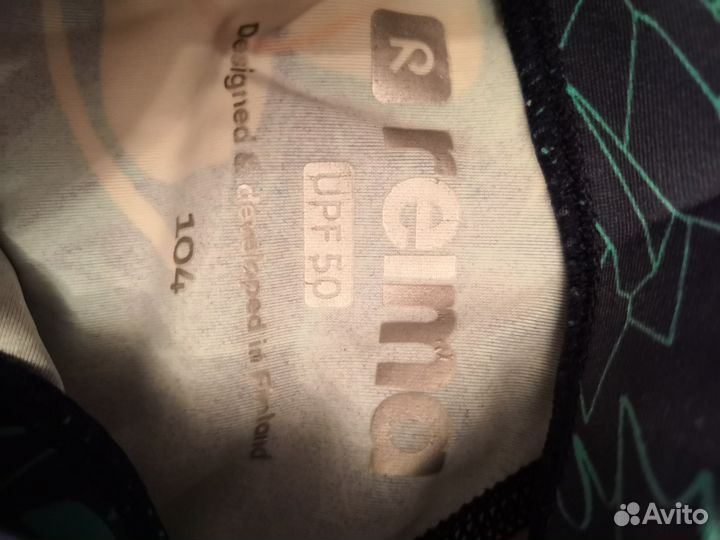 R
reima
UPF 50
Designed & developed in Finland
104
Avito